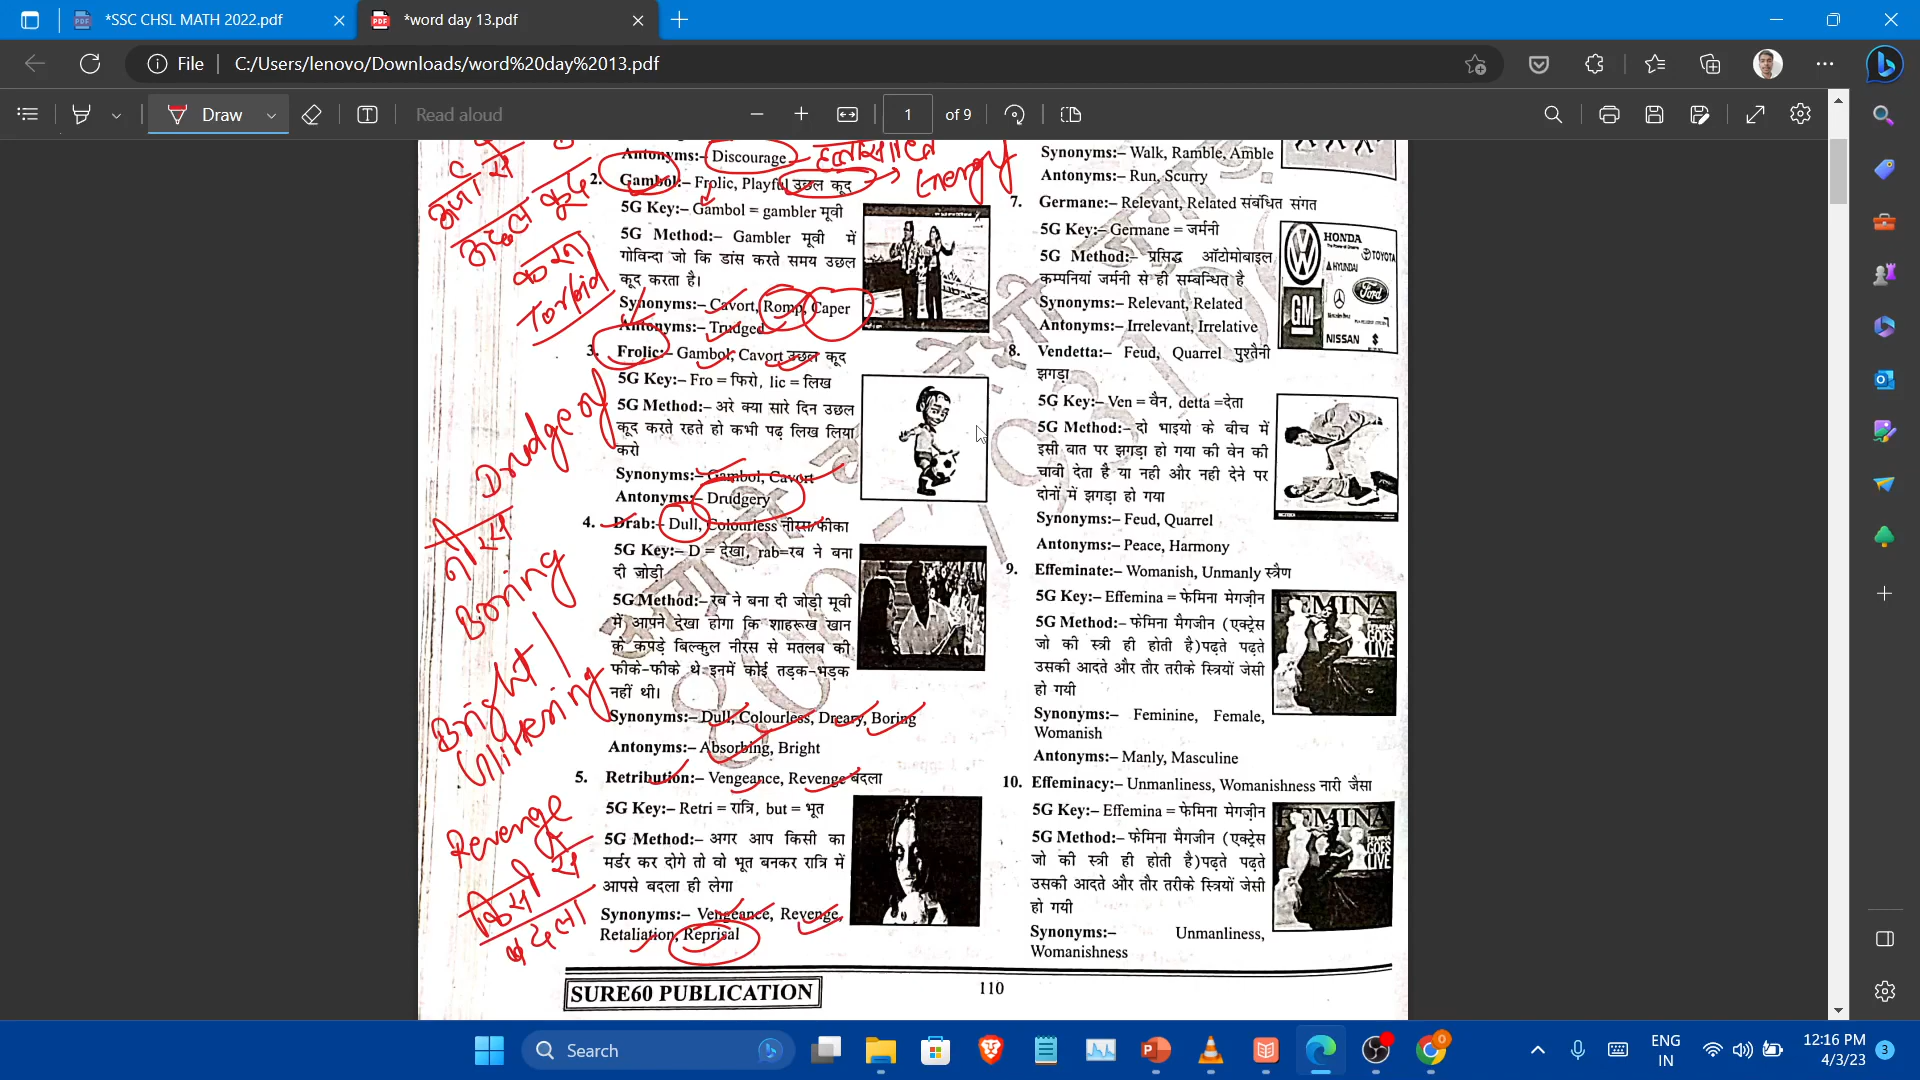 *SSC CHSL MATH 2022.pdf
*word day 13.pdf
File
C:/Users/lenovo/Downloads/word%20day%2013.pdf
Draw
Read aloud
1
of 9
Antonyms:– Discourage
Energy
2. Gambol:– Frolic, Playful उछल कूद
5G Key:– Gambol = gambler मूवी
5G Method:– Gambler मूवी में
गोविन्दा जो कि डांस करते समय उछल
कूद करता है।
Synonyms:– Cavort, Romp, Caper
Antonyms:– Trudged
Torbid
3. Frolic:– Gambol, Cavort उछल कूद
5G Key:– Fro = फिरो, lic = लिख
5G Method:– अरे क्या सारे दिन उछल
कूद करते रहते हो कभी पढ़ लिख लिया
करो
Synonyms:– Gambol, Cavort
Antonyms:– Drudgery
Drudge of
4. Drab:– Dull, Colourless नीरस/फीका
5G Key:– D = देखा, rab=रब ने बना
दी जोड़ी
5G Method:– रब ने बना दी जोड़ी मूवी
में आपने देखा होगा कि शाहरूख खान
के कपड़े बिल्कुल नीरस से मतलब की
फीके-फीके थे इनमें कोई तड़क-भड़क
नहीं थी।
Synonyms:– Dull, Colourless, Dreary, Boring
Antonyms:– Absorbing, Bright
नीरस
Boring
Bright
Glittering
5. Retribution:– Vengeance, Revenge बदला
5G Key:– Retri = रात्रि, but = भूत
5G Method:– अगर आप किसी का
मर्डर कर दोगे तो वो भूत बनकर रात्रि में
आपसे बदला ही लेगा
Synonyms:– Vengeance, Revenge,
Retaliation, Reprisal
Revenge
बदला
Synonyms:– Walk, Ramble, Amble
Antonyms:– Run, Scurry
7. Germane:– Relevant, Related संबंधित संगत
5G Key:– Germane = जर्मनी
5G Method:– प्रसिद्ध ऑटोमोबाइल
कम्पनियां जर्मनी से ही सम्बन्धित है
Synonyms:– Relevant, Related
Antonyms:– Irrelevant, Irrelative
HONDA
TOYOTA
HYUNDAI
Ford
GM
NISSAN
8. Vendetta:– Feud, Quarrel पुश्तैनी
झगड़ा
5G Key:– Ven = वैन, detta =देता
5G Method:– दो भाइयो के बीच में
इसी बात पर झगड़ा हो गया की वेन की
चावी देता है या नही और नही देने पर
दोनों में झगड़ा हो गया
Synonyms:– Feud, Quarrel
Antonyms:– Peace, Harmony
9. Effeminate:– Womanish, Unmanly स्त्रैण
5G Key:– Effemina = फेमिना मेगज़ीन
5G Method:– फेमिना मैगजीन (एक्ट्रेस
जो की स्त्री ही होती है)पढ़ते पढ़ते
उसकी आदते और तौर तरीके स्त्रियों जेसी
हो गयी
Synonyms:– Feminine, Female,
Womanish
Antonyms:– Manly, Masculine
FEMINA
GOES
LIVE
10. Effeminacy:– Unmanliness, Womanishness नारी जैसा
5G Key:– Effemina = फेमिना मेगज़ीन
5G Method:– फेमिना मैगजीन (एक्ट्रेस
जो की स्त्री ही होती है)पढ़ते पढ़ते
उसकी आदते और तौर तरीके स्त्रियों जेसी
हो गयी
Synonyms:– Unmanliness,
Womanishness
FEMINA
GOES
LIVE
SURE60 PUBLICATION
110
Search
ENG
IN
12:16 PM
4/3/23
3